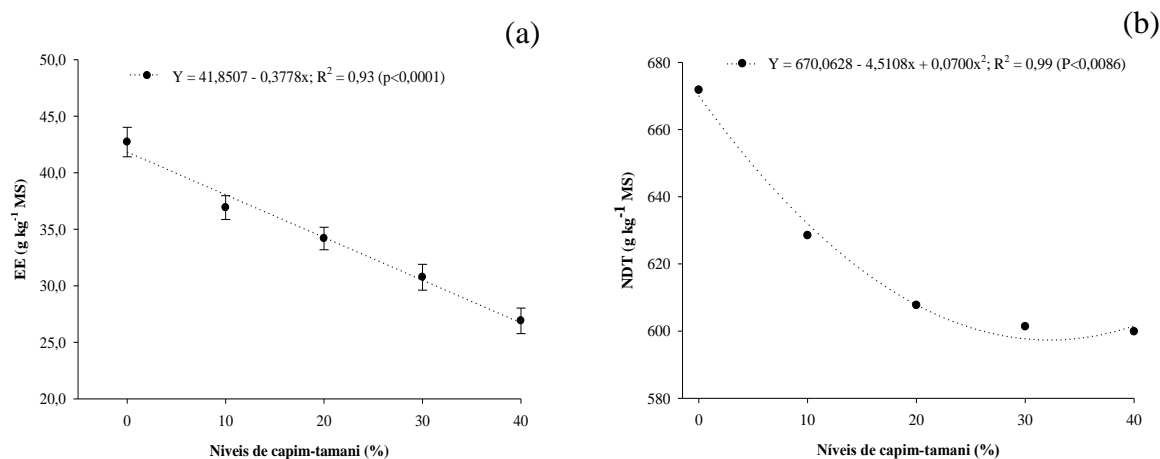 (a)
50,0
Y = 41,8507 - 0,3778x; R² = 0,93 (p<0,0001)
45,0
40,0
35,0
30,0
25,0
20,0
EE (g kg⁻¹ MS)
0 10 20 30 40
Níveis de capim-tamani (%)
(b)
680
Y = 670,0628 - 4,5108x + 0,0700x²; R² = 0,99 (P<0,0086)
660
640
620
600
580
NDT (g kg⁻¹ MS)
0 10 20 30 40
Níveis de capim-tamani (%)